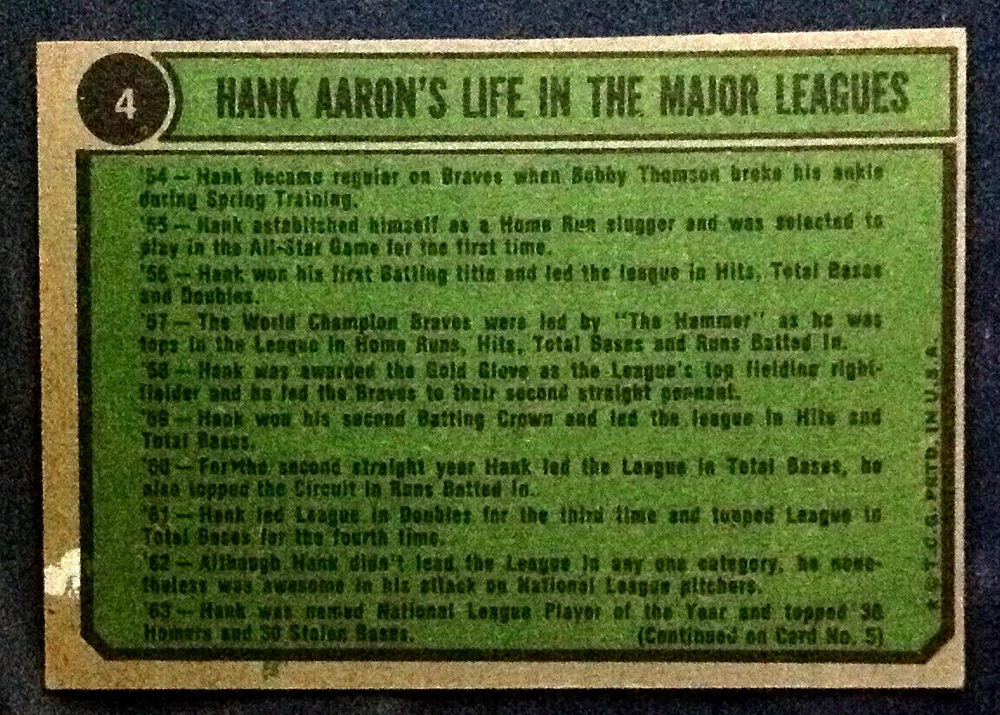 4
HANK AARON'S LIFE IN THE MAJOR LEAGUES
'54 — Hank became regular on Braves when Bobby Thomson broke his ankle
during Spring Training.
'55 — Hank established himself as a Home Run slugger and was selected to
play in the All-Star Game for the first time.
'56 — Hank won his first Batting title and led the league in Hits, Total Bases
and Doubles.
'57 — The World Champion Braves were led by "The Hammer" as he was
tops in the League in Home Runs, Hits, Total Bases and Runs Batted In.
'58 — Hank was awarded the Gold Glove as the League's top fielding right-
fielder and he led the Braves to their second straight pennant.
'59 — Hank won his second Batting Crown and led the league in Hits and
Total Bases.
'60 — For the second straight year Hank led the League in Total Bases, he
also topped the Circuit in Runs Batted In.
'61 — Hank led League in Doubles for the third time and topped League in
Total Bases for the fourth time.
'62 — Although Hank didn't lead the League in any one category, he none-
theless was awesome in his attack on National League pitchers.
'63 — Hank was named National League Player of the Year and topped 30
Homers and 30 Stolen Bases. (Continued on Card No. 5)
© T.C.G. PRTD. IN U.S.A.